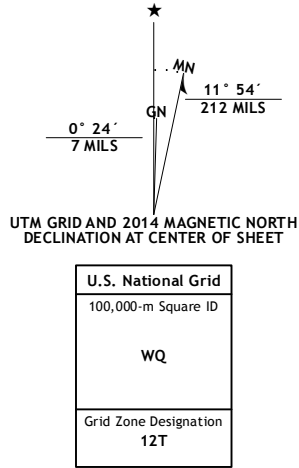 ★
MN
GN
11° 54´
212 MILS
0° 24´
7 MILS
UTM GRID AND 2014 MAGNETIC NORTH
DECLINATION AT CENTER OF SHEET
U.S. National Grid
100,000-m Square ID
WQ
Grid Zone Designation
12T